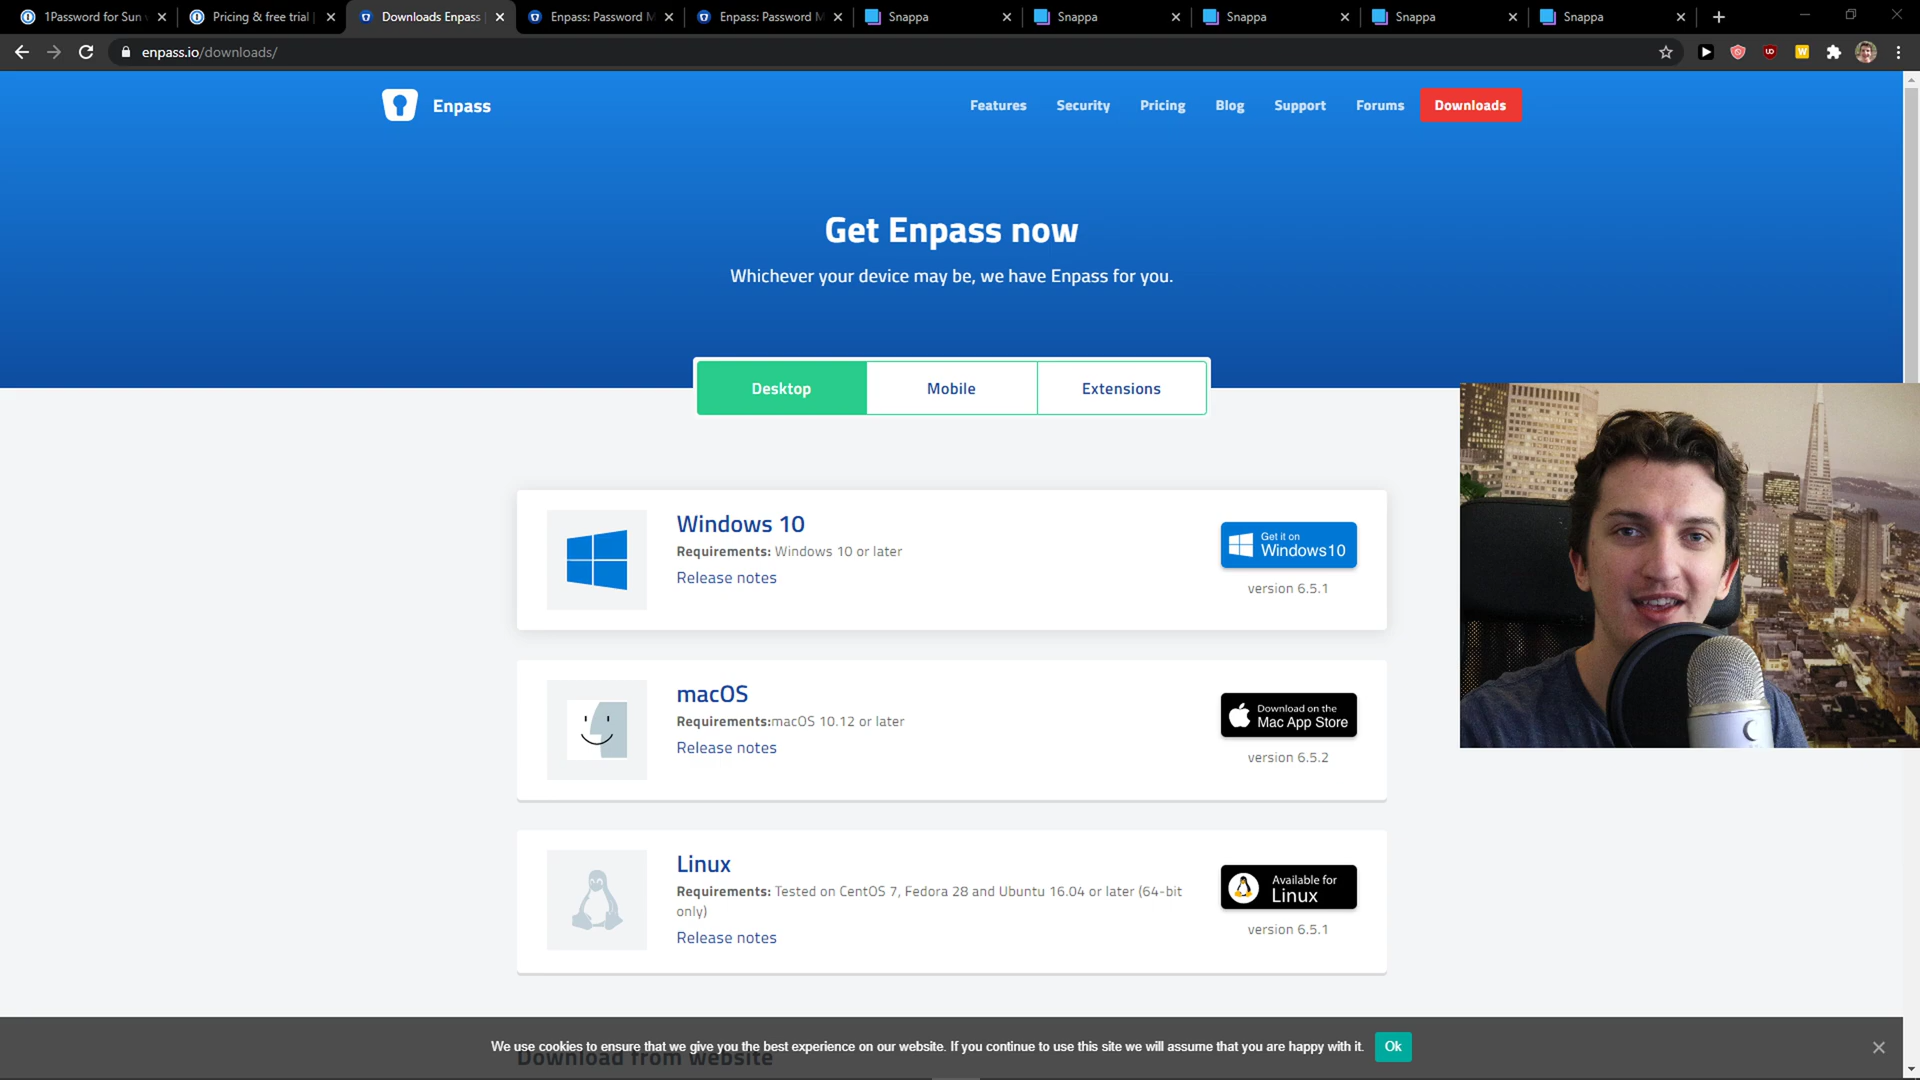 1Password for Sun
Pricing & free trial
Downloads Enpass
Enpass: Password M
Enpass: Password M
Snappa
Snappa
Snappa
Snappa
Snappa
enpass.io/downloads/
Enpass
Features
Security
Pricing
Blog
Support
Forums
Downloads
Get Enpass now
Whichever your device may be, we have Enpass for you.
Desktop
Mobile
Extensions
Windows 10
Requirements: Windows 10 or later
Release notes
Get it on
Windows10
version 6.5.1
macOS
Requirements:macOS 10.12 or later
Release notes
Download on the
Mac App Store
version 6.5.2
Linux
Requirements: Tested on CentOS 7, Fedora 28 and Ubuntu 16.04 or later (64-bit
only)
Release notes
Available for
Linux
version 6.5.1
We use cookies to ensure that we give you the best experience on our website. If you continue to use this site we will assume that you are happy with it.
Ok
Download from website